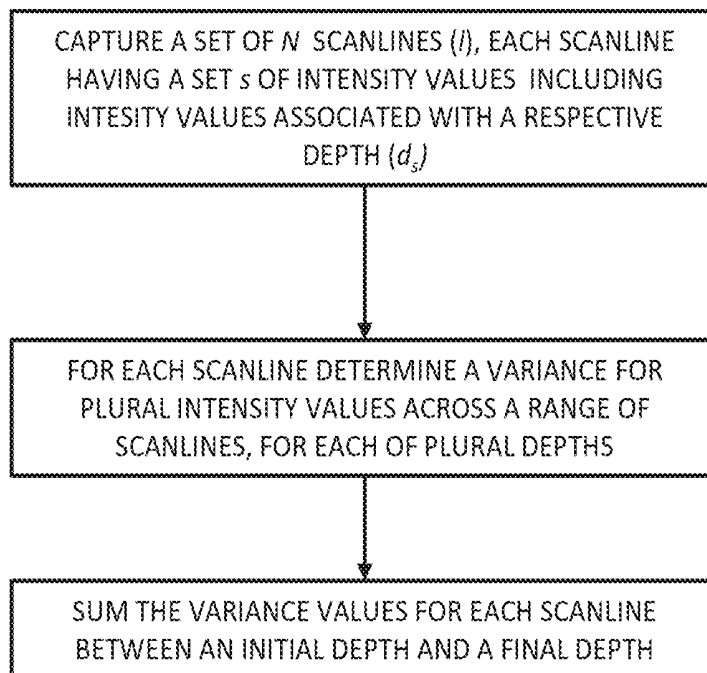 CAPTURE A SET OF N SCANLINES (l), EACH SCANLINE
HAVING A SET s OF INTENSITY VALUES INCLUDING
INTESITY VALUES ASSOCIATED WITH A RESPECTIVE
DEPTH (ds)
FOR EACH SCANLINE DETERMINE A VARIANCE FOR
PLURAL INTENSITY VALUES ACROSS A RANGE OF
SCANLINES, FOR EACH OF PLURAL DEPTHS
SUM THE VARIANCE VALUES FOR EACH SCANLINE
BETWEEN AN INITIAL DEPTH AND A FINAL DEPTH